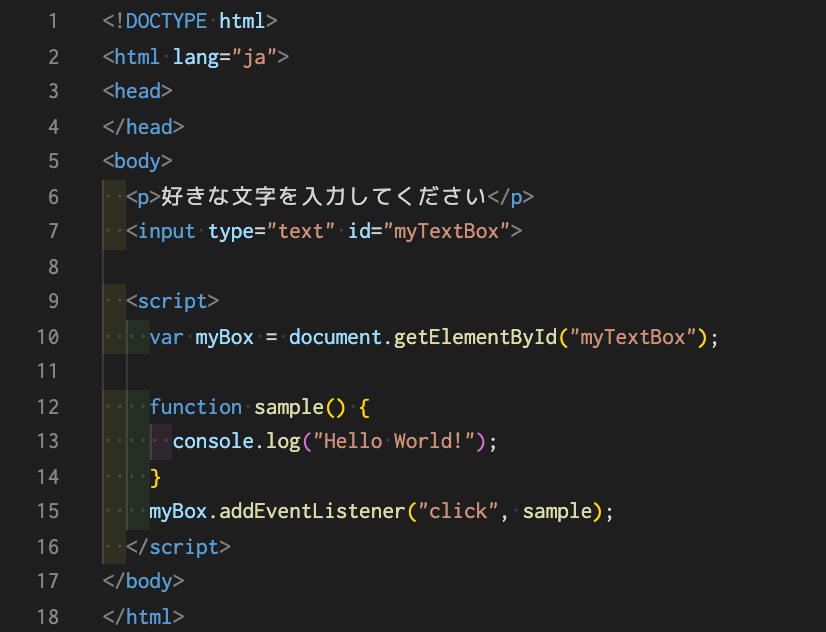 1 <!DOCTYPE html>
2 <html lang="ja">
3 <head>
4 </head>
5 <body>
6   <p>好きな文字を入力してください</p>
7   <input type="text" id="myTextBox">
8
9   <script>
10     var myBox = document.getElementById("myTextBox");
11
12     function sample() {
13       console.log("Hello World!");
14     }
15     myBox.addEventListener("click", sample);
16   </script>
17 </body>
18 </html>